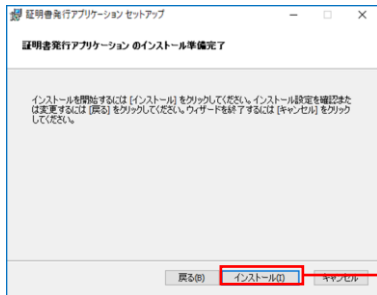 証明書発行アプリケーション セットアップ
証明書発行アプリケーション のインストール準備完了
インストールを開始するには [インストール] をクリックしてください。インストール設定を確認また
は変更するには [戻る] をクリックしてください。ウィザードを終了するには [キャンセル] をクリック
してください。
戻る(B)
インストール(I)
キャンセル